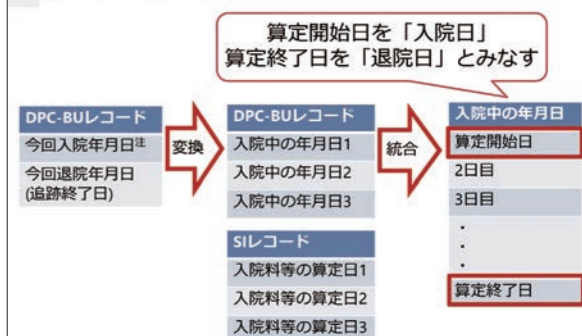 算定開始日を「入院日」
算定終了日を「退院日」とみなす
DPC-BUレコード
今回入院年月日注
今回退院年月日
(追跡終了日)
変換
DPC-BUレコード
入院中の年月日1
入院中の年月日2
入院中の年月日3
SIレコード
入院料等の算定日1
入院料等の算定日2
入院料等の算定日3
統合
入院中の年月日
算定開始日
2日目
3日目
・
・
・
算定終了日